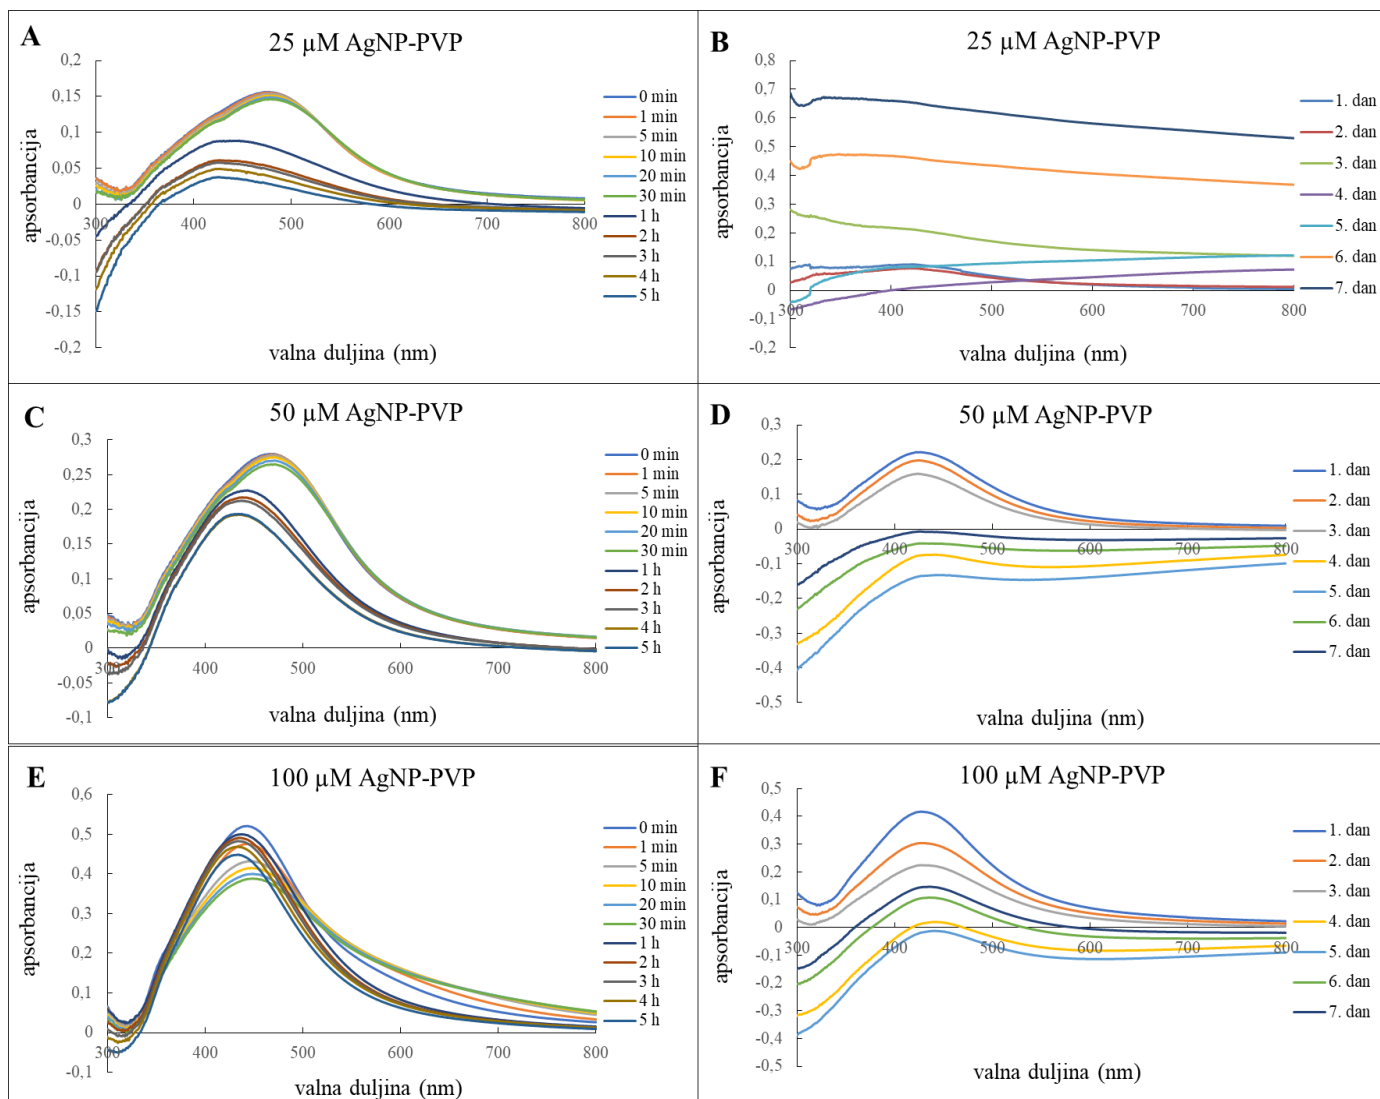 A
25 µM AgNP-PVP
0,2
0,15
0,1
0,05
0
-0,05
-0,1
-0,15
-0,2
300
400
500
600
700
800
apsorbancija
valna duljina (nm)
0 min
1 min
5 min
10 min
20 min
30 min
1 h
2 h
3 h
4 h
5 h
B
25 µM AgNP-PVP
0,8
0,7
0,6
0,5
0,4
0,3
0,2
0,1
0
-0,1
-0,2
300
400
500
600
700
800
apsorbancija
valna duljina (nm)
1. dan
2. dan
3. dan
4. dan
5. dan
6. dan
7. dan
C
50 µM AgNP-PVP
0,3
0,25
0,2
0,15
0,1
0,05
0
-0,05
-0,1
300
400
500
600
700
800
apsorbancija
valna duljina (nm)
0 min
1 min
5 min
10 min
20 min
30 min
1 h
2 h
3 h
4 h
5 h
D
50 µM AgNP-PVP
0,3
0,2
0,1
0
-0,1
-0,2
-0,3
-0,4
-0,5
300
400
500
600
700
800
apsorbancija
valna duljina (nm)
1. dan
2. dan
3. dan
4. dan
5. dan
6. dan
7. dan
E
100 µM AgNP-PVP
0,6
0,5
0,4
0,3
0,2
0,1
0
-0,1
300
400
500
600
700
800
apsorbancija
valna duljina (nm)
0 min
1 min
5 min
10 min
20 min
30 min
1 h
2 h
3 h
4 h
5 h
F
100 µM AgNP-PVP
0,5
0,4
0,3
0,2
0,1
0
-0,1
-0,2
-0,3
-0,4
-0,5
300
400
500
600
700
800
apsorbancija
valna duljina (nm)
1. dan
2. dan
3. dan
4. dan
5. dan
6. dan
7. dan